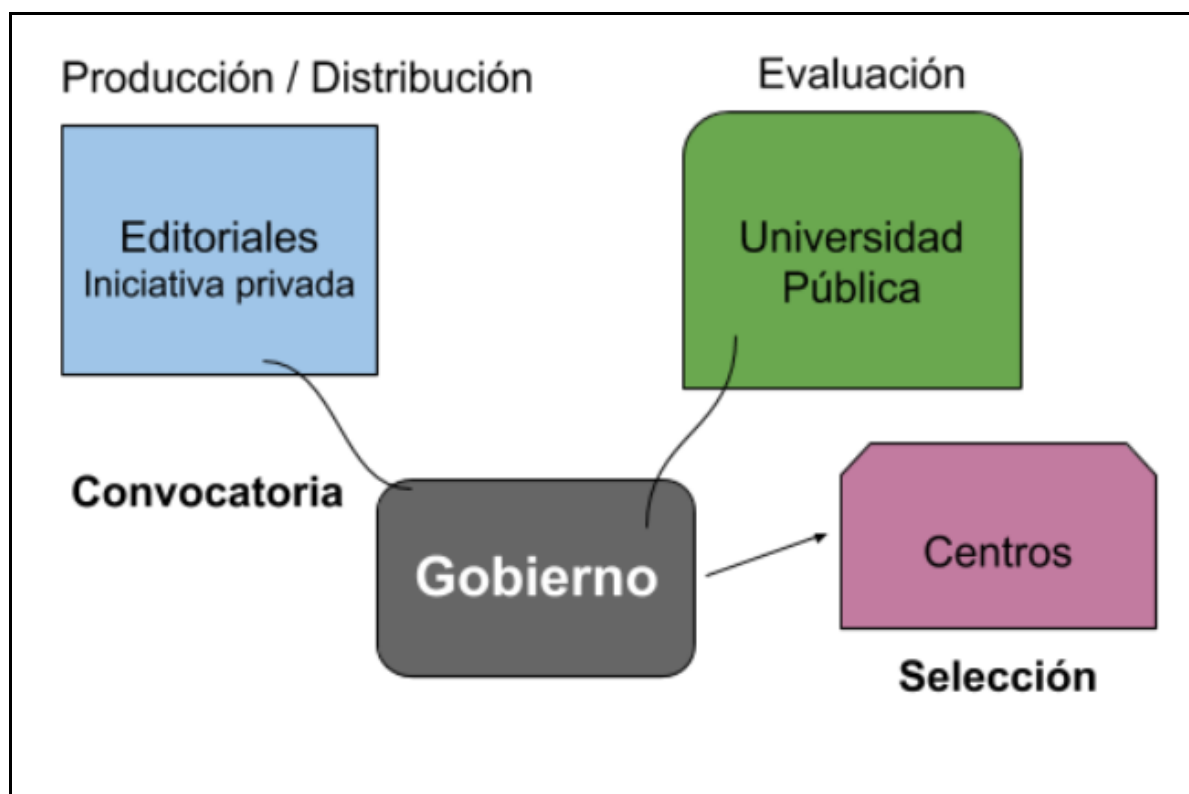 Producción / Distribución
Evaluación
Editoriales
Iniciativa privada
Universidad
Pública
Convocatoria
Gobierno
Centros
Selección